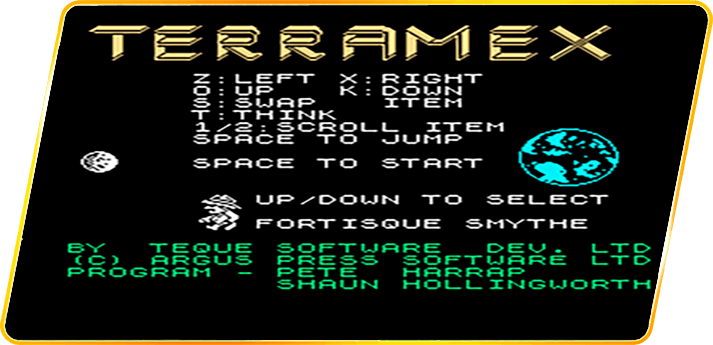 TERRAMEX
Z:LEFT X:RIGHT
O:UP K:DOWN
S:SWAP ITEM
T:THINK
1/2:SCROLL ITEM
SPACE TO JUMP
SPACE TO START
UP/DOWN TO SELECT
FORTISQUE SMYTHE
BY TEQUE SOFTWARE DEV. LTD
(C) ARGUS PRESS SOFTWARE LTD
PROGRAM - PETE HARRAP
SHAUN HOLLINGWORTH